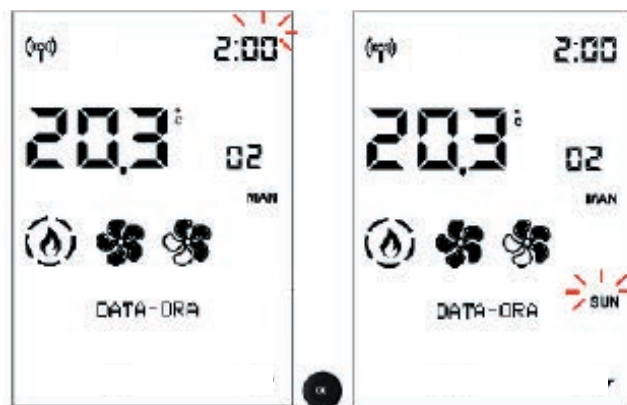 2:00
20.3 °C
02
MAN
DATA-ORA
OK
2:00
20.3 °C
02
MAN
SUN
DATA-ORA